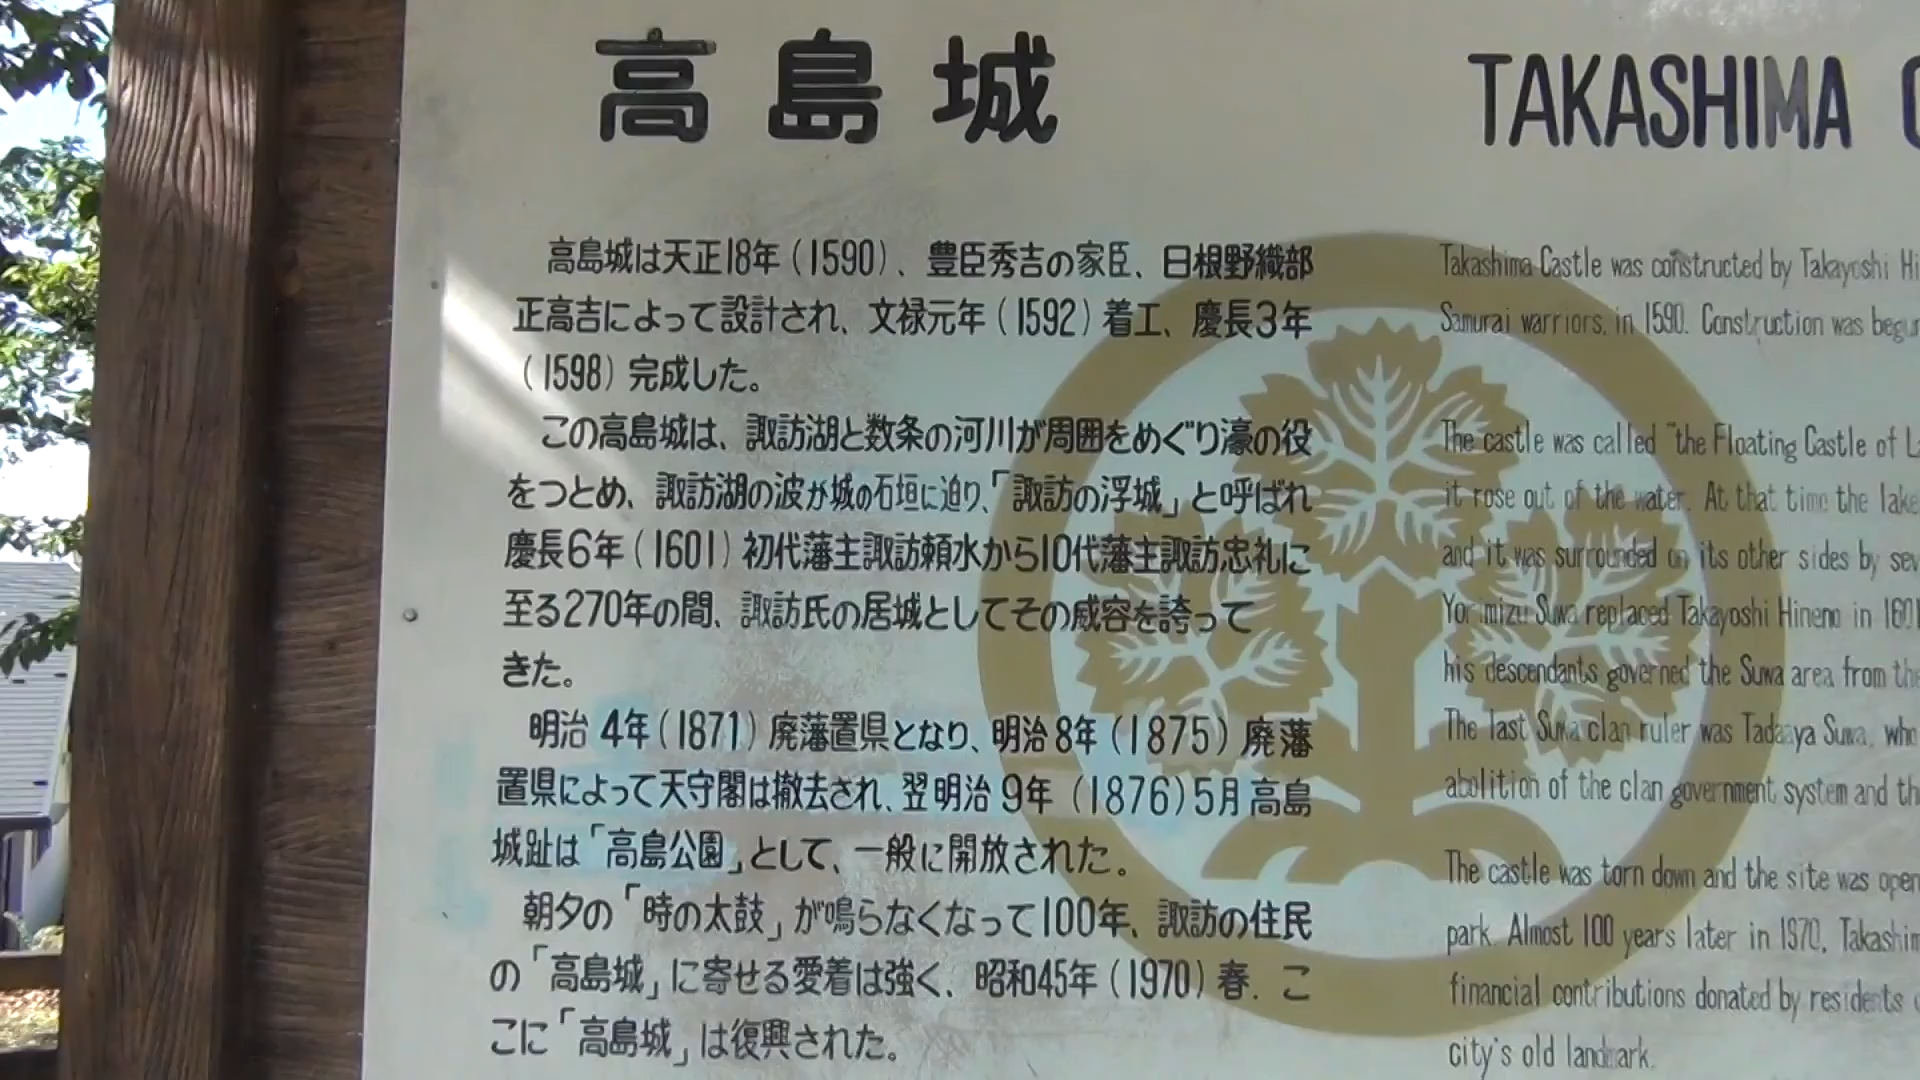 高島城
高島城は天正18年(1590)、豊臣秀吉の家臣、日根野織部
正高吉によって設計され、文禄元年(1592)着工、慶長3年
(1598)完成した。
この高島城は、諏訪湖と数条の河川が周囲をめぐり濠の役
をつとめ、諏訪湖の波が城の石垣に迫り、「諏訪の浮城」と呼ばれ
慶長6年(1601)初代藩主諏訪頼水から10代藩主諏訪忠礼に
至る270年の間、諏訪氏の居城としてその威容を誇って
きた。
明治4年(1871)廃藩置県となり、明治8年(1875)廃藩
置県によって天守閣は撤去され、翌明治9年(1876)5月高島
城趾は「高島公園」として、一般に開放された。
朝夕の「時の太鼓」が鳴らなくなって100年、諏訪の住民
の「高島城」に寄せる愛着は強く、昭和45年(1970)春.こ
こに「高島城」は復興された。
TAKASHIMA
Takashima Castle was constructed by Takayoshi Hi
Samurai warriors, in 1590. Construction was begun
The castle was called "the Floating Castle of La
it rose out of the water. At that time the lake
and it was surrounded on its other sides by sev
Yorimizu Suwa replaced Takayoshi Hineno in 1601
his descendants governed the Suwa area from the
The last Suwa clan ruler was Tadaaya Suwa, who
abolition of the clan government system and th
The castle was torn down and the site was open
park. Almost 100 years later in 1970, Takashim
financial contributions donated by residents
city's old landmark.